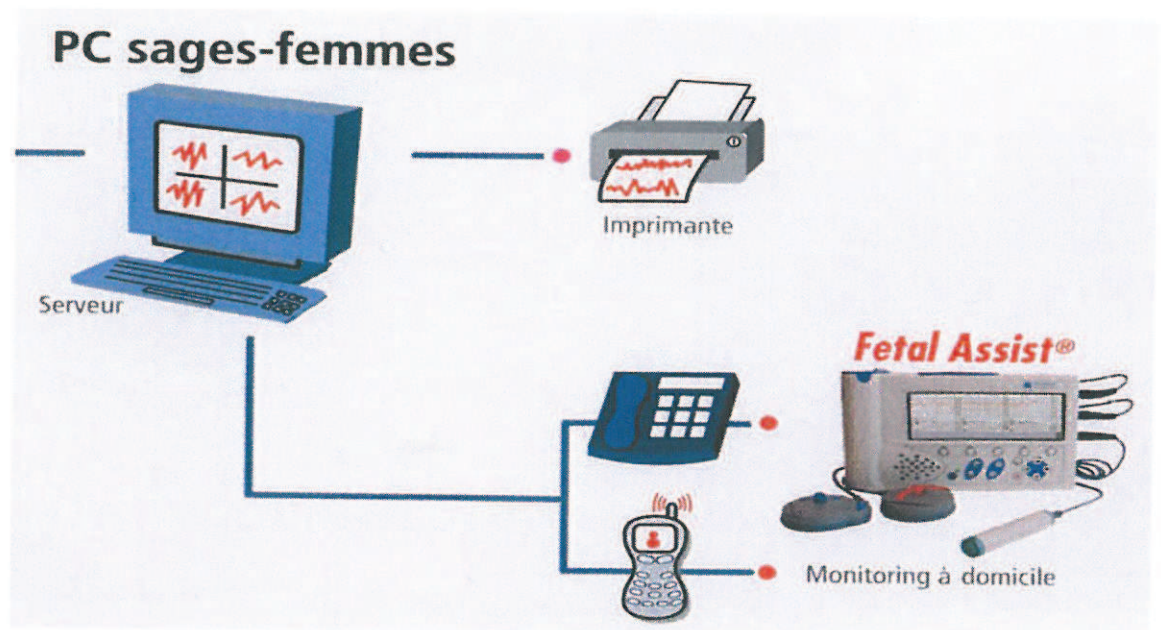 PC sages-femmes
Imprimante
Serveur
Fetal Assist®
Monitoring à domicile